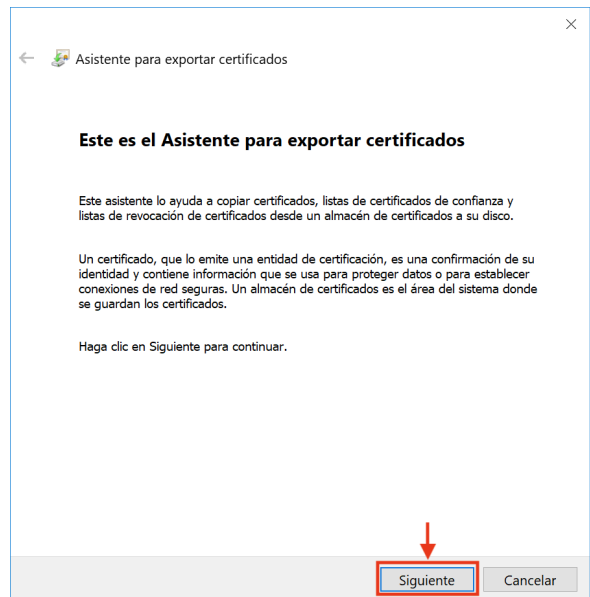 Asistente para exportar certificados
Este es el Asistente para exportar certificados
Este asistente lo ayuda a copiar certificados, listas de certificados de confianza y
listas de revocación de certificados desde un almacén de certificados a su disco.
Un certificado, que lo emite una entidad de certificación, es una confirmación de su
identidad y contiene información que se usa para proteger datos o para establecer
conexiones de red seguras. Un almacén de certificados es el área del sistema donde
se guardan los certificados.
Haga clic en Siguiente para continuar.
Siguiente
Cancelar